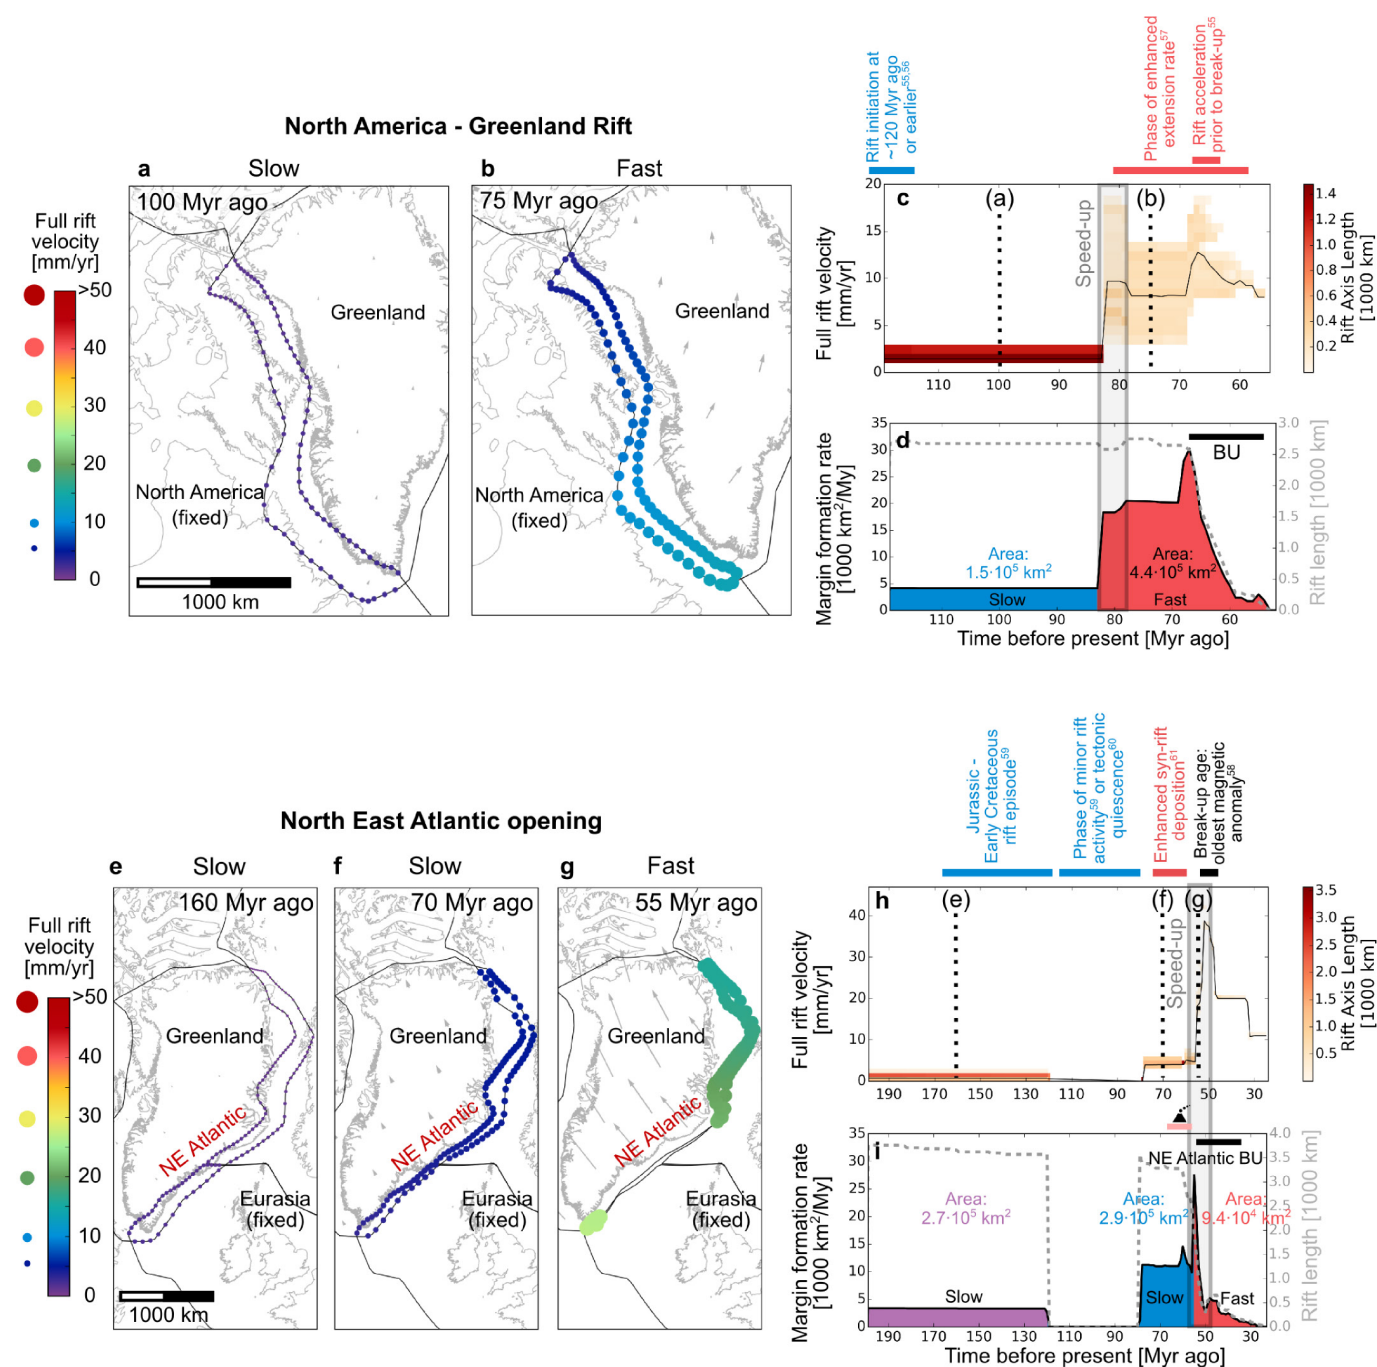 North America - Greenland Rift
a
Slow
100 Myr ago
Greenland
North America
(fixed)
1000 km
b
Fast
75 Myr ago
Greenland
North America
(fixed)
Full rift
velocity
[mm/yr]
>50
40
30
20
10
0
Rift initiation at
~120 Myr ago
or earlier55,56
Phase of enhanced
extension rate57
Rift acceleration
prior to break-up55
c
(a)
(b)
Speed-up
Full rift velocity
[mm/yr]
20
15
10
5
0
110
100
90
80
70
60
1.4
1.2
1.0
0.8
0.6
0.4
0.2
Rift Axis Length
[1000 km]
d
BU
Area:
1.5·10⁵ km²
Slow
Area:
4.4·10⁵ km²
Fast
Margin formation rate
[1000 km²/My]
35
30
25
20
15
10
5
0
3.0
2.5
2.0
1.5
1.0
0.5
0.0
Rift length [1000 km]
110
100
90
80
70
60
Time before present [Myr ago]
North East Atlantic opening
e
Slow
160 Myr ago
Greenland
NE Atlantic
Eurasia
(fixed)
1000 km
f
Slow
70 Myr ago
Greenland
NE Atlantic
Eurasia
(fixed)
g
Fast
55 Myr ago
Greenland
NE Atlantic
Eurasia
(fixed)
Full rift
velocity
[mm/yr]
>50
40
30
20
10
0
Jurassic -
Early Cretaceous
rift episode59
Phase of minor rift
activity59 or tectonic
quiescence60
Enhanced syn-rift
deposition61
Break-up age:
oldest magnetic
anomaly58
h
(e)
(f)
(g)
Speed-up
Full rift velocity
[mm/yr]
40
30
20
10
0
190
170
150
130
110
90
70
50
30
3.5
3.0
2.5
2.0
1.5
1.0
0.5
Rift Axis Length
[1000 km]
i
NE Atlantic BU
Area:
2.7·10⁵ km²
Slow
Area:
2.9·10⁵ km²
Slow
Area:
9.4·10⁴ km²
Fast
Margin formation rate
[1000 km²/My]
35
30
25
20
15
10
5
0
4.0
3.5
3.0
2.5
2.0
1.5
1.0
0.5
0.0
Rift length [1000 km]
190
170
150
130
110
90
70
50
30
Time before present [Myr ago]